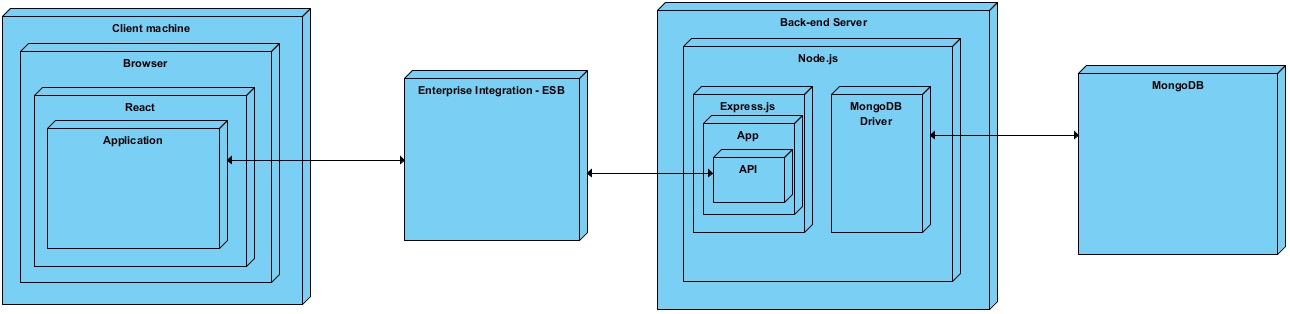 Client machine
Browser
React
Application
Enterprise Integration - ESB
Back-end Server
Node.js
Express.js
App
API
MongoDB
Driver
MongoDB